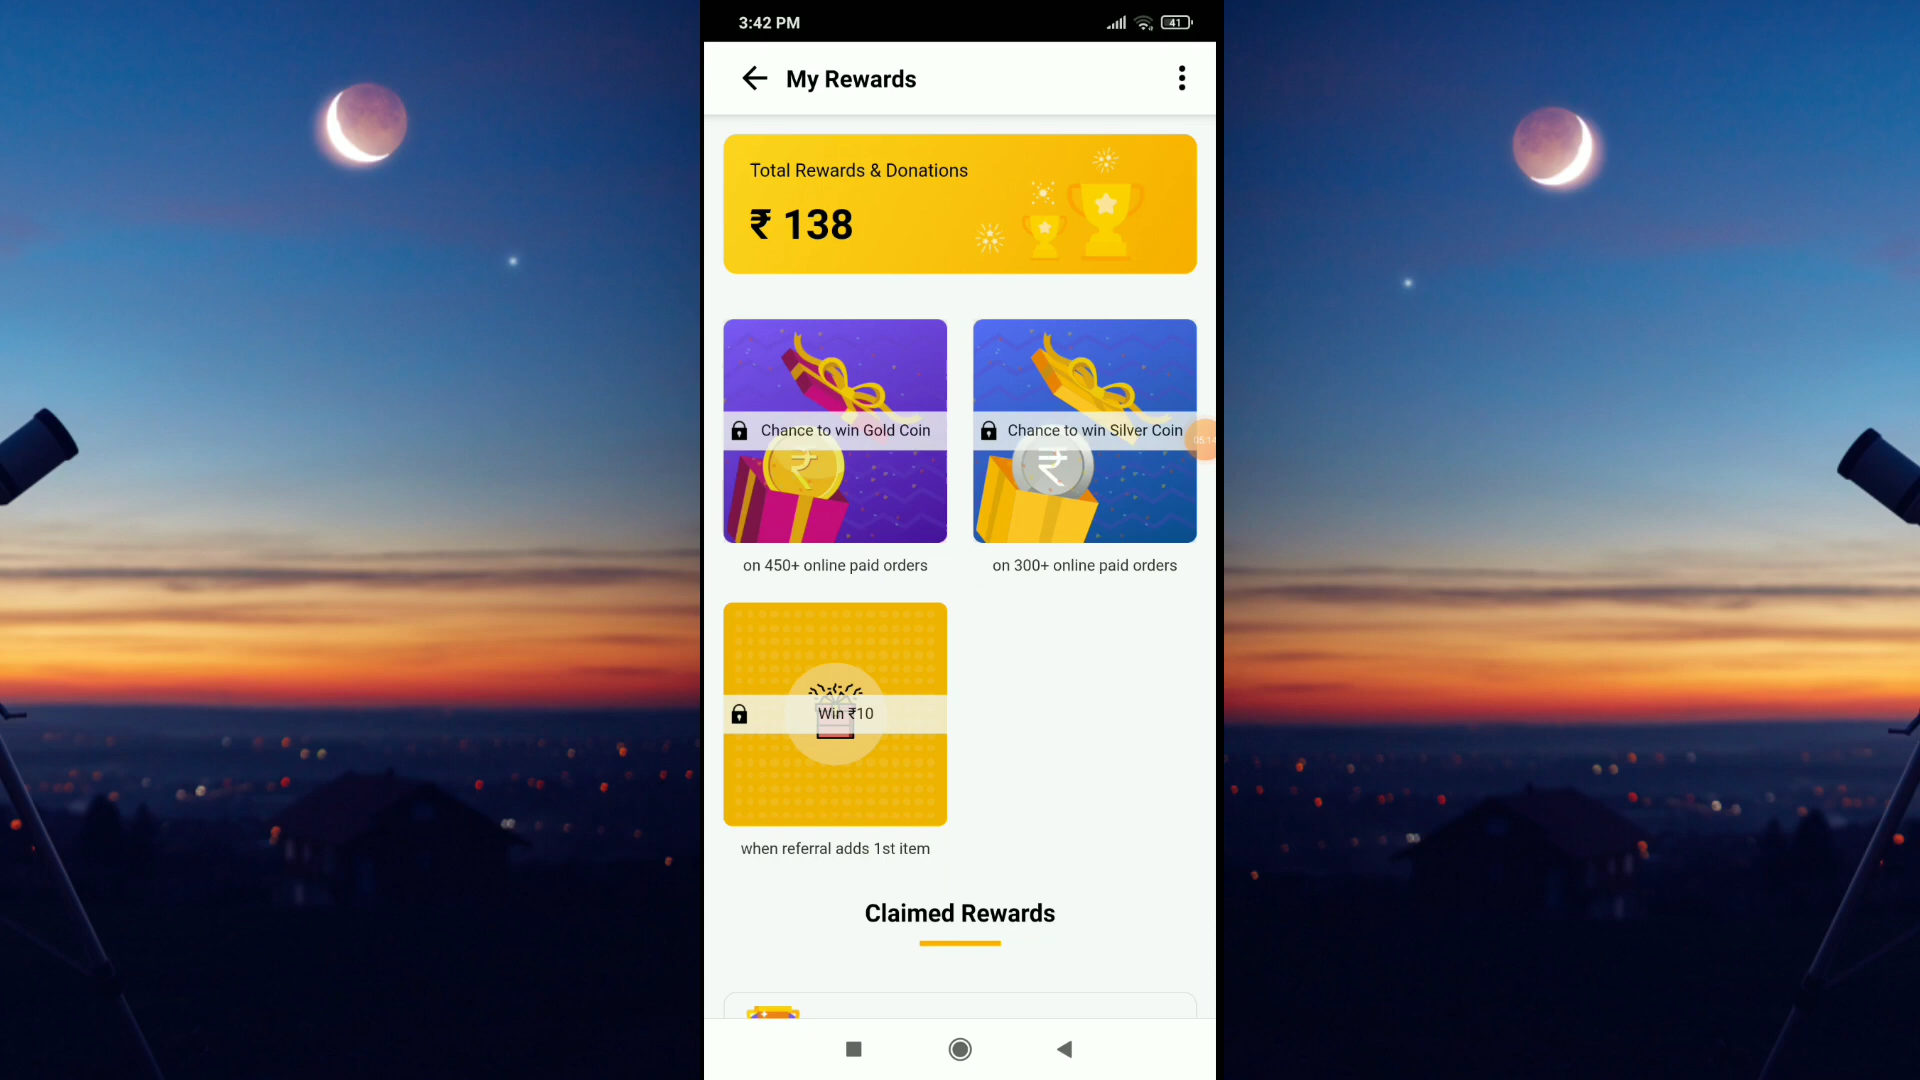 3:42 PM
41
My Rewards
Total Rewards & Donations
₹ 138
Chance to win Gold Coin
Chance to win Silver Coin
05:14
₹
₹
on 450+ online paid orders
on 300+ online paid orders
Win ₹10
when referral adds 1st item
Claimed Rewards